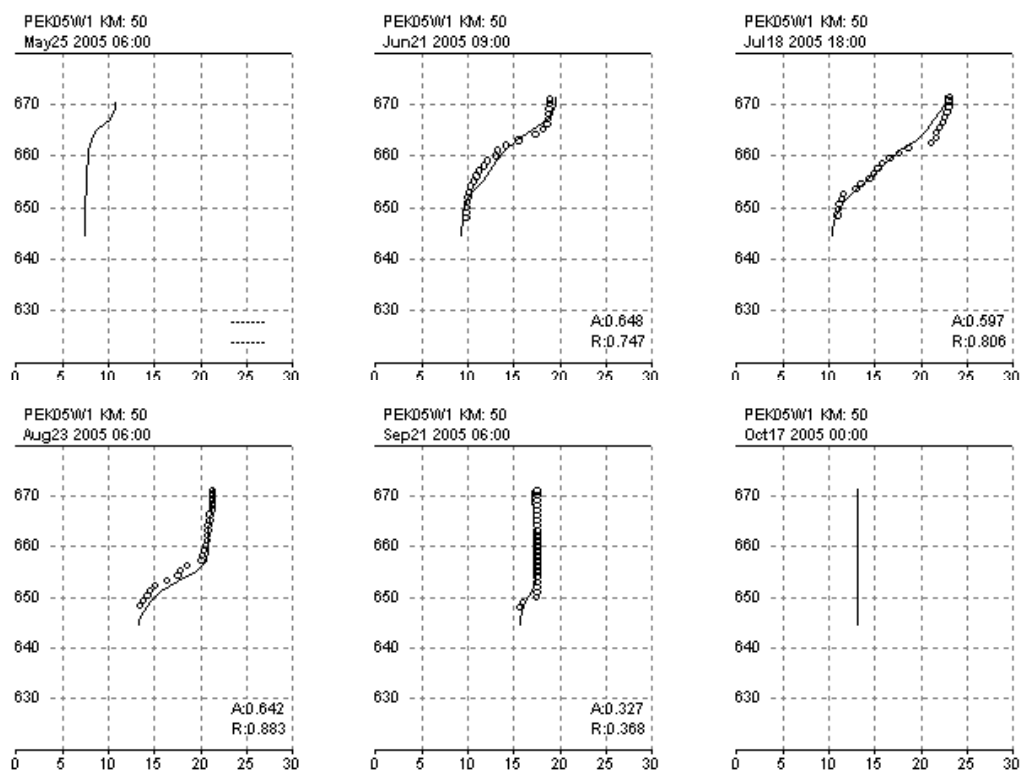 PEK05W1 KM: 50
May25 2005 06:00
670
660
650
640
630
0 5 10 15 20 25 30
PEK05W1 KM: 50
Jun21 2005 09:00
670
660
650
640
630
A:0.648
R:0.747
0 5 10 15 20 25 30
PEK05W1 KM: 50
Jul18 2005 18:00
670
660
650
640
630
A:0.597
R:0.806
0 5 10 15 20 25 30
PEK05W1 KM: 50
Aug23 2005 06:00
670
660
650
640
630
A:0.642
R:0.883
0 5 10 15 20 25 30
PEK05W1 KM: 50
Sep21 2005 06:00
670
660
650
640
630
A:0.327
R:0.368
0 5 10 15 20 25 30
PEK05W1 KM: 50
Oct17 2005 00:00
670
660
650
640
630
0 5 10 15 20 25 30